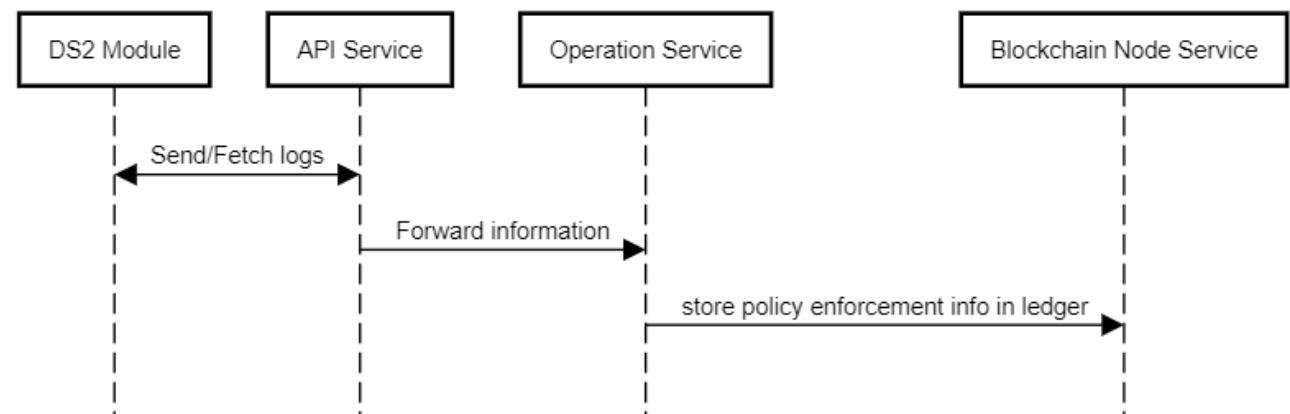 DS2 Module
API Service
Operation Service
Blockchain Node Service
Send/Fetch logs
Forward information
store policy enforcement info in ledger